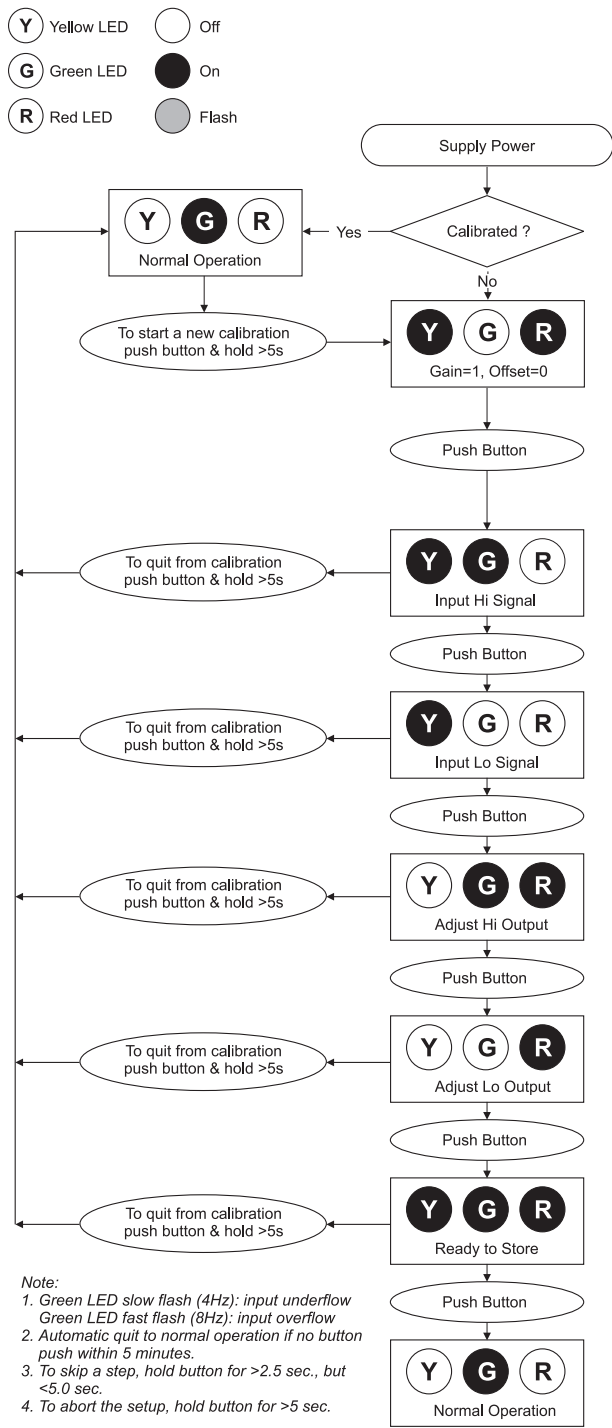 Y Yellow LED Off
G Green LED On
R Red LED Flash
Supply Power
Y G R
Normal Operation
Yes
Calibrated ?
No
To start a new calibration
push button & hold >5s
Y G R
Gain=1, Offset=0
Push Button
To quit from calibration
push button & hold >5s
Y G R
Input Hi Signal
Push Button
To quit from calibration
push button & hold >5s
Y G R
Input Lo Signal
Push Button
To quit from calibration
push button & hold >5s
Y G R
Adjust Hi Output
Push Button
To quit from calibration
push button & hold >5s
Y G R
Adjust Lo Output
Push Button
To quit from calibration
push button & hold >5s
Y G R
Ready to Store
Push Button
Y G R
Normal Operation
Note:
1. Green LED slow flash (4Hz): input underflow
Green LED fast flash (8Hz): input overflow
2. Automatic quit to normal operation if no button
push within 5 minutes.
3. To skip a step, hold button for >2.5 sec., but
<5.0 sec.
4. To abort the setup, hold button for >5 sec.